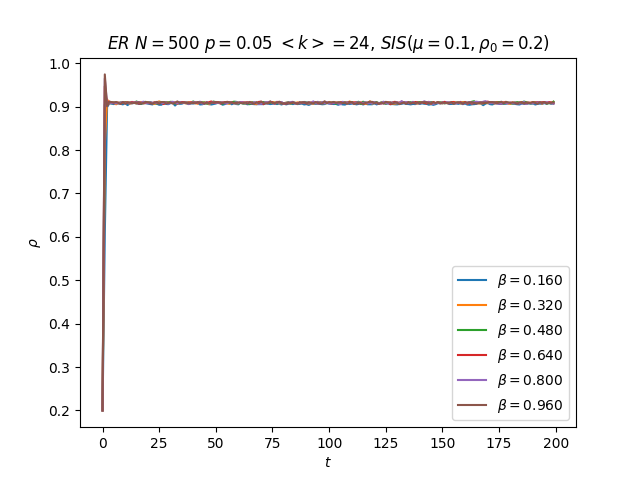 ER N = 500 p = 0.05 < k >= 24, SIS(μ = 0.1, ρ₀ = 0.2)
1.0
0.9
0.8
0.7
0.6
0.5
0.4
0.3
0.2
ρ
β = 0.160
β = 0.320
β = 0.480
β = 0.640
β = 0.800
β = 0.960
0 25 50 75 100 125 150 175 200
t